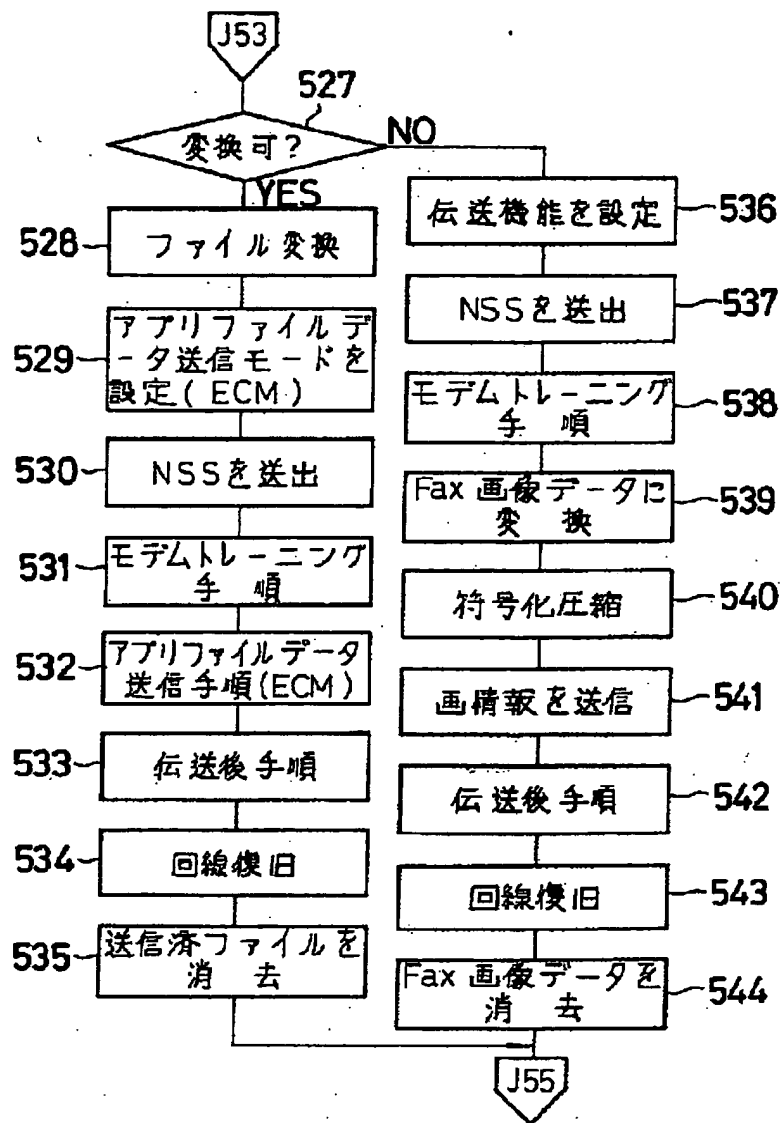 J53
527
変換可?
NO
YES
528
ファイル変換
529
アプリファイルデ
ータ送信モードを
設定(ECM)
530
NSSを送出
531
モデムトレーニング
手 順
532
アプリファイルデータ
送信手順(ECM)
533
伝送後手順
534
回線復旧
535
送信済ファイルを
消 去
伝送機能を設定
536
NSSを送出
537
モデムトレーニング
手 順
538
Fax 画像データに
変 換
539
符号化圧縮
540
画情報を送信
541
伝送後手順
542
回線復旧
543
Fax 画像データを
消 去
544
J55